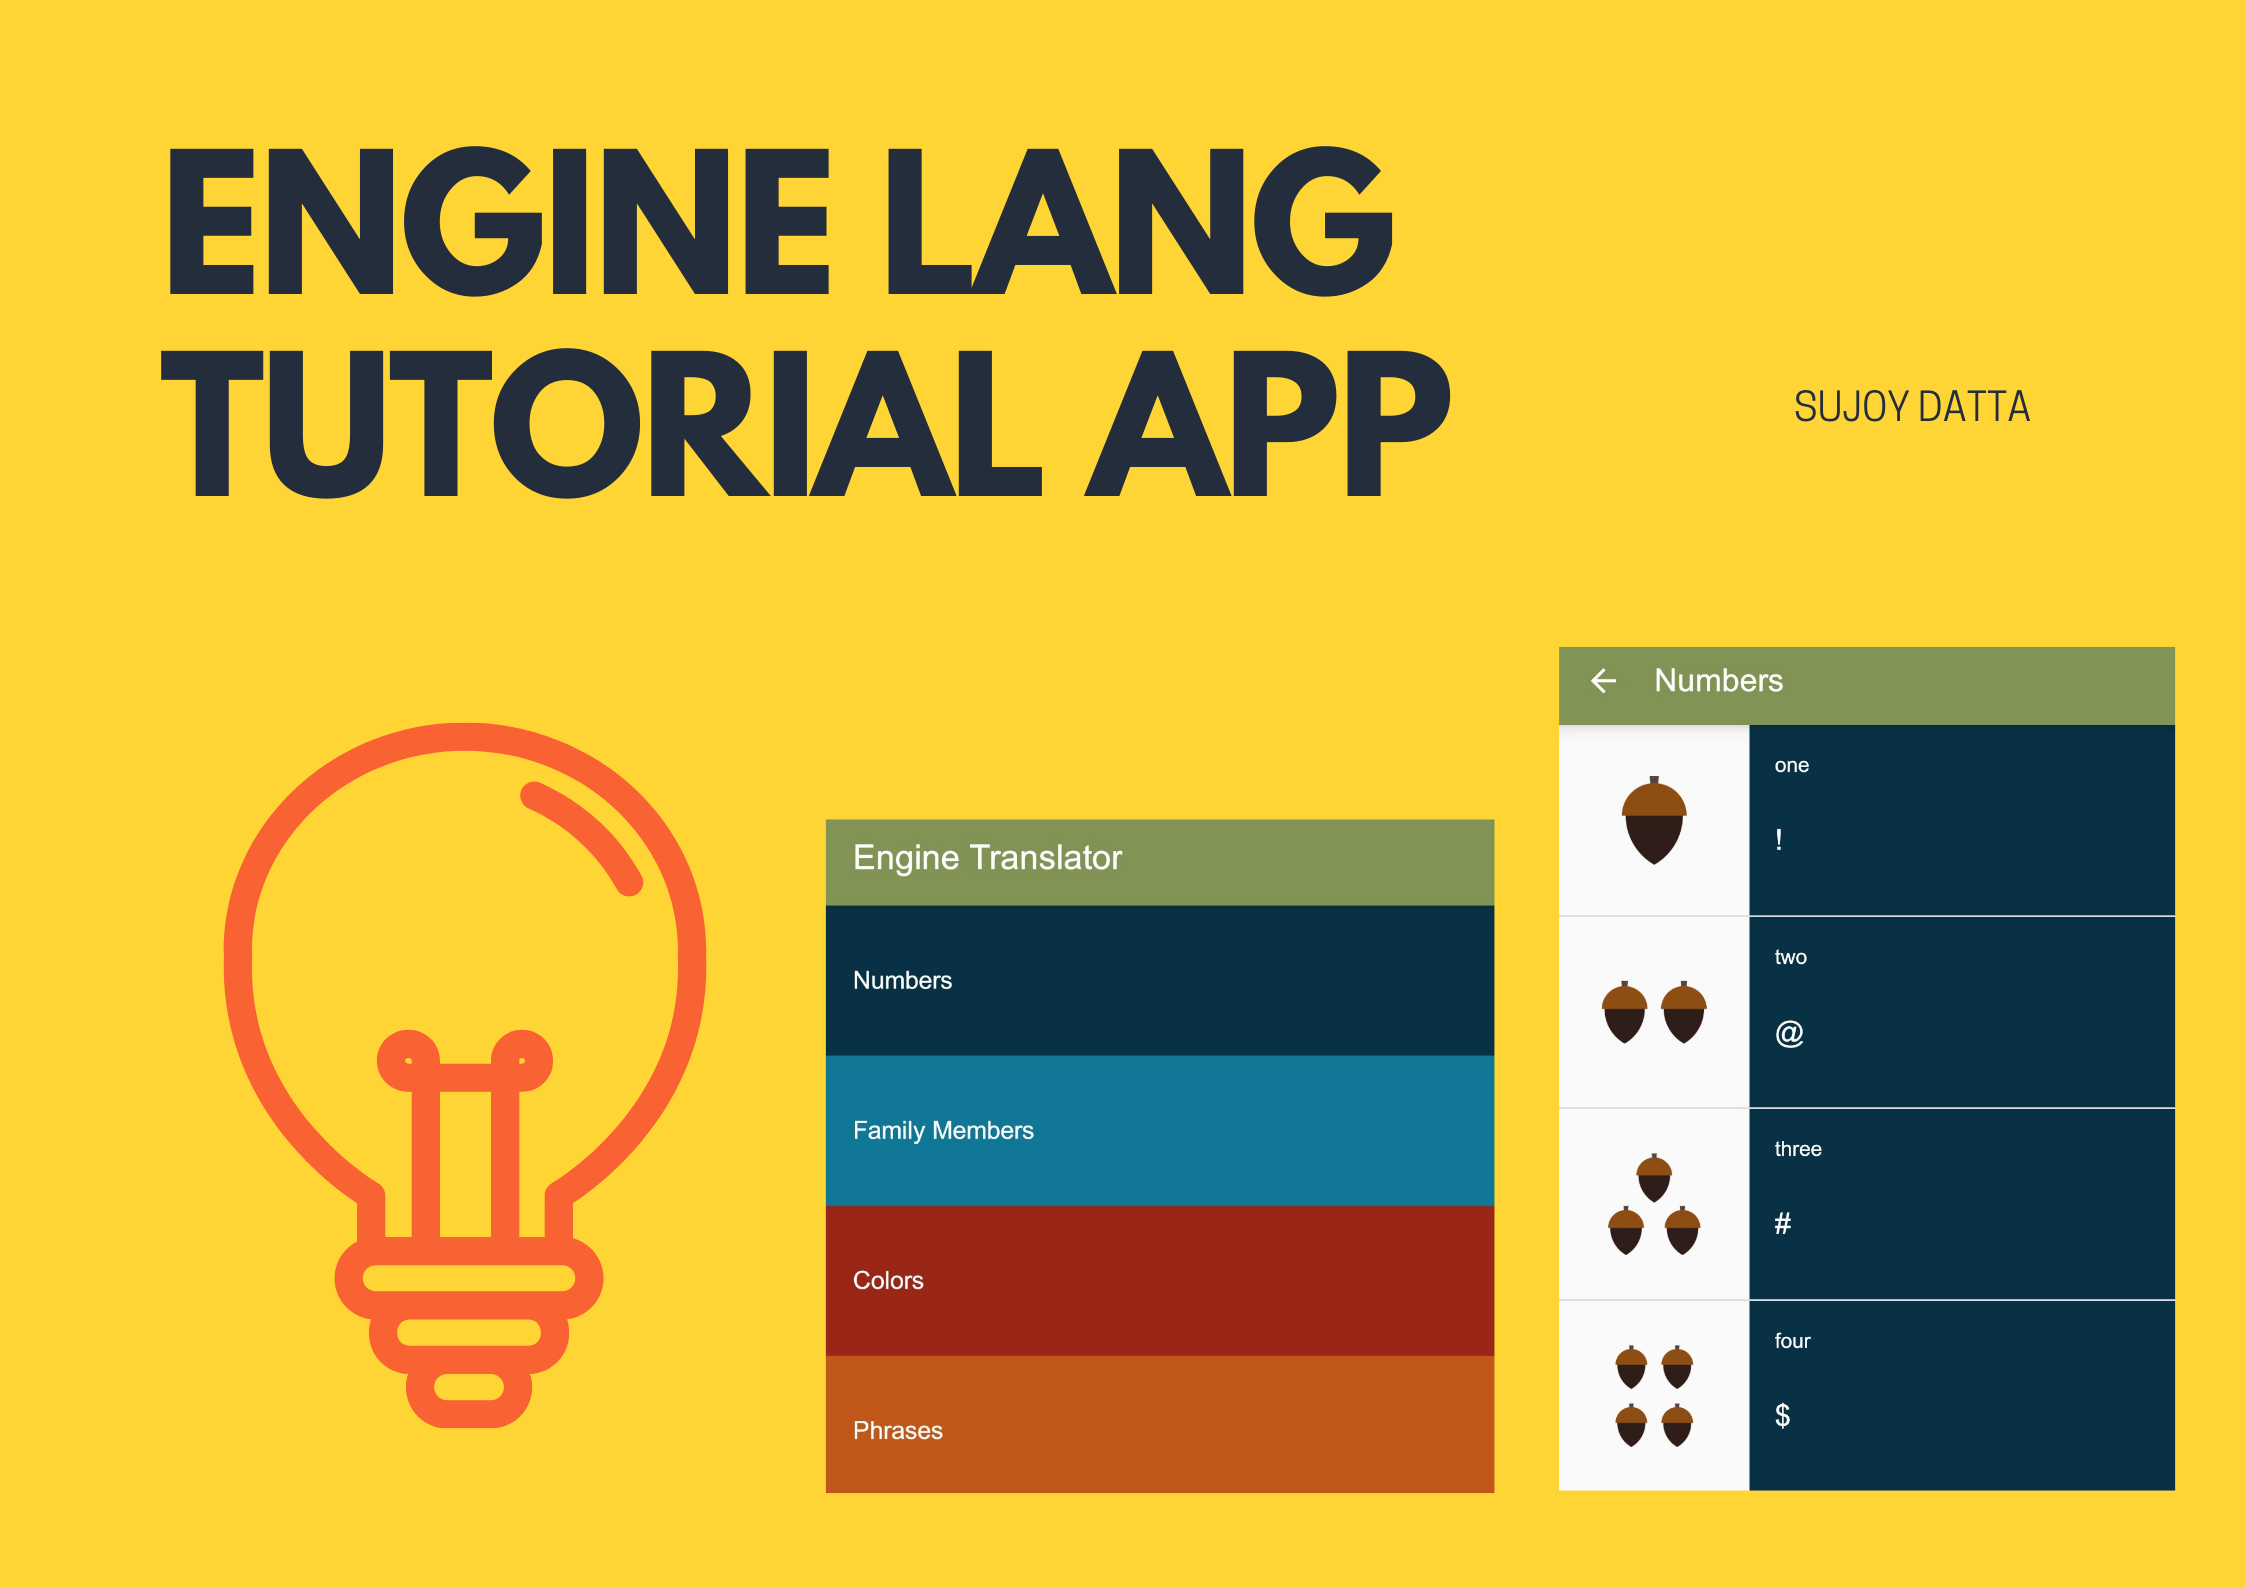 ENGINE LANG
TUTORIAL APP
SUJOY DATTA
Engine Translator
Numbers
Family Members
Colors
Phrases
Numbers
one
!
two
@
three
#
four
$